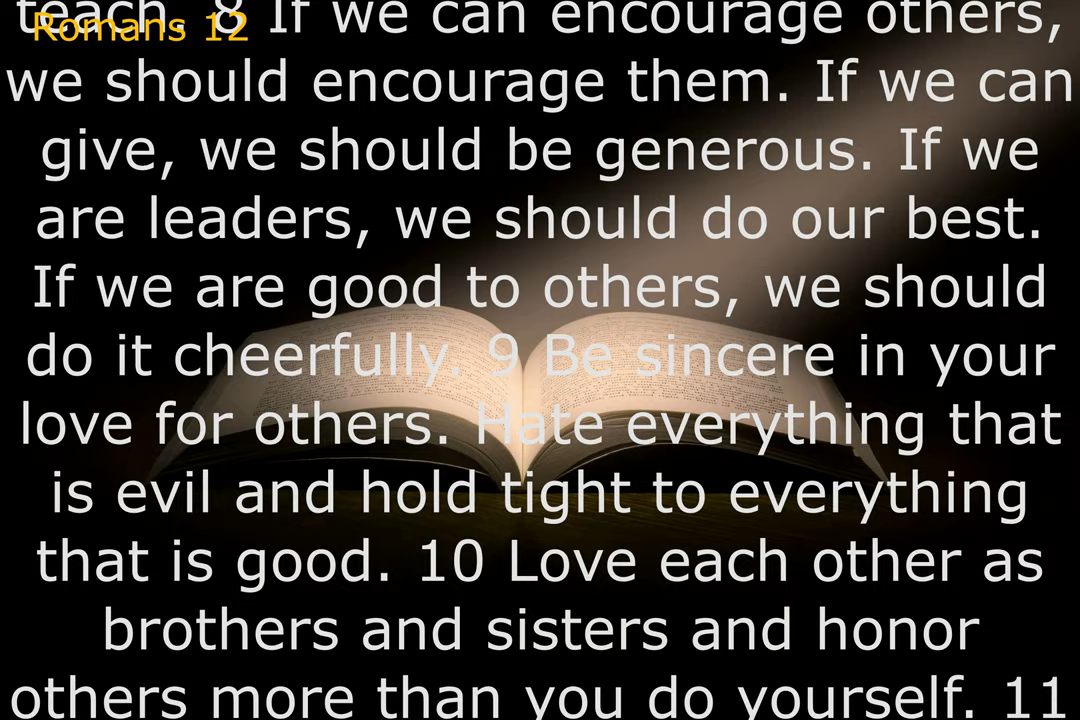 teach. 8 If we can encourage others,
Romans 12
we should encourage them. If we can
give, we should be generous. If we
are leaders, we should do our best.
If we are good to others, we should
do it cheerfully. 9 Be sincere in your
love for others. Hate everything that
is evil and hold tight to everything
that is good. 10 Love each other as
brothers and sisters and honor
others more than you do yourself. 11